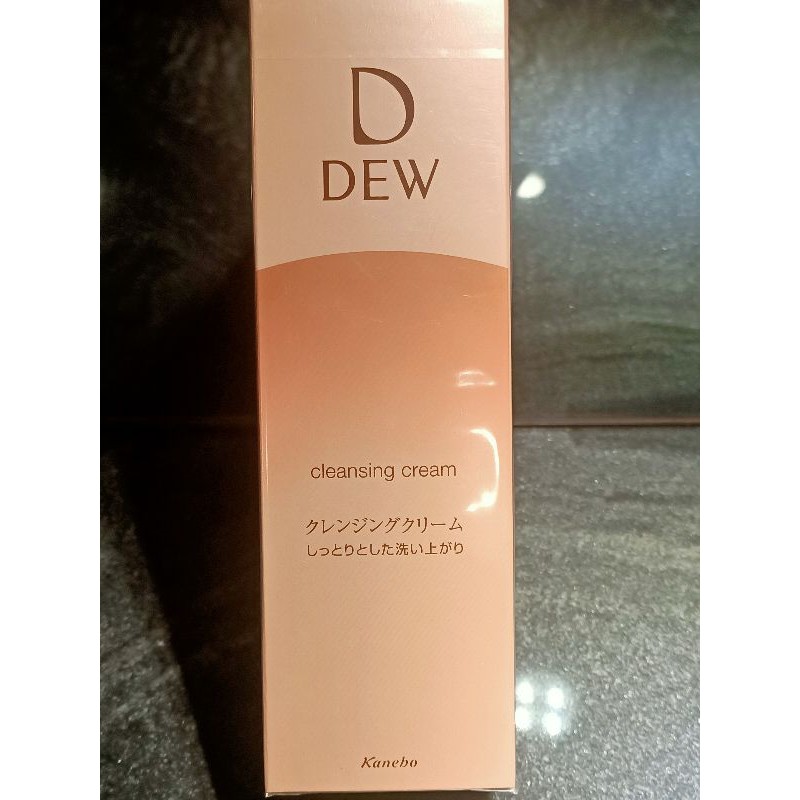 D
DEW
cleansing cream
クレンジングクリーム
しっとりとした洗い上がり
Kanebo